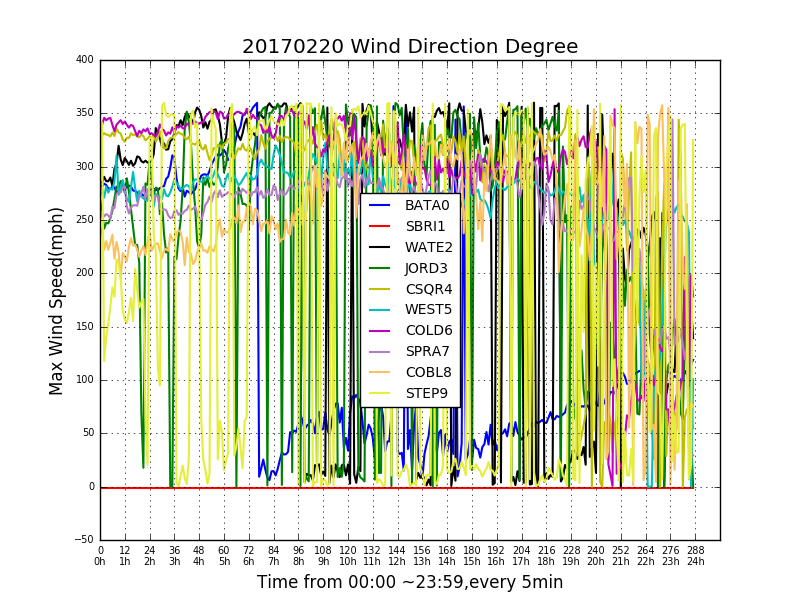 20170220 Wind Direction Degree
400
350
300
250
200
150
100
50
0
−50
Max Wind Speed(mph)
BATA0
SBRI1
WATE2
JORD3
CSQR4
WEST5
COLD6
SPRA7
COBL8
STEP9
0 12 24 36 48 60 72 84 96 108 120 132 144 156 168 180 192 204 216 228 240 252 264 276 288
0h 1h 2h 3h 4h 5h 6h 7h 8h 9h 10h 11h 12h 13h 14h 15h 16h 17h 18h 19h 20h 21h 22h 23h 24h
Time from 00:00 ~23:59,every 5min